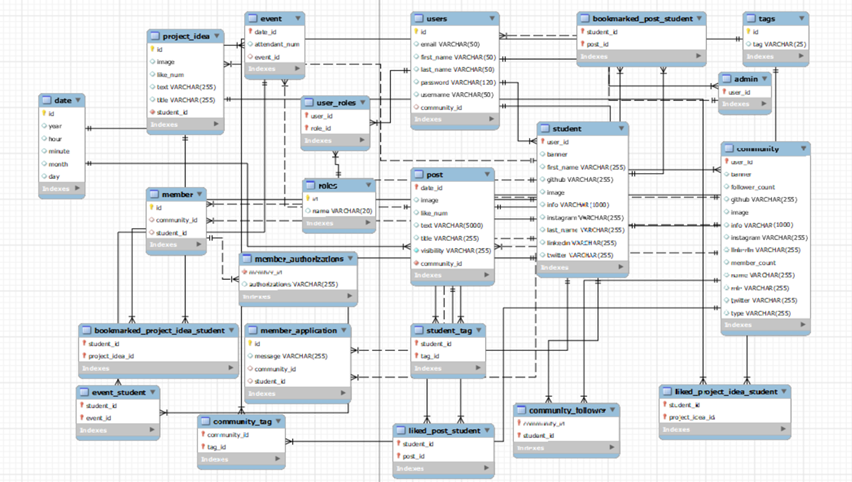 event
date_id
attendant_num
event_id
Indexes
users
id
email VARCHAR(50)
first_name VARCHAR(50)
last_name VARCHAR(50)
password VARCHAR(120)
username VARCHAR(50)
community_id
Indexes
bookmarked_post_student
student_id
post_id
Indexes
tags
id
tag VARCHAR(25)
Indexes
project_idea
id
image
like_num
text VARCHAR(255)
title VARCHAR(255)
student_id
Indexes
admin
user_id
Indexes
date
id
year
hour
minute
month
day
Indexes
user_roles
user_id
role_id
Indexes
student
user_id
banner
first_name VARCHAR(255)
github VARCHAR(255)
image
info VARCHAR(1000)
instagram VARCHAR(255)
last_name VARCHAR(255)
linkedin VARCHAR(255)
twitter VARCHAR(255)
Indexes
community
user_id
banner
follower_count
github VARCHAR(255)
image
info VARCHAR(1000)
instagram VARCHAR(255)
linkedin VARCHAR(255)
member_count
name VARCHAR(255)
VARCHAR(255)
twitter VARCHAR(255)
type VARCHAR(255)
Indexes
post
date_id
image
like_num
text VARCHAR(5000)
title VARCHAR(255)
visibility VARCHAR(255)
community_id
Indexes
roles
id
name VARCHAR(20)
Indexes
member
id
community_id
student_id
Indexes
member_authorizations
member_id
authorizations VARCHAR(255)
Indexes
bookmarked_project_idea_student
student_id
project_idea_id
Indexes
member_application
id
message VARCHAR(255)
community_id
student_id
Indexes
student_tag
student_id
tag_id
Indexes
event_student
student_id
event_id
Indexes
liked_project_idea_student
student_id
project_idea_id
Indexes
community_tag
community_id
tag_id
Indexes
liked_post_student
student_id
post_id
Indexes
community_follower
community_id
student_id
Indexes